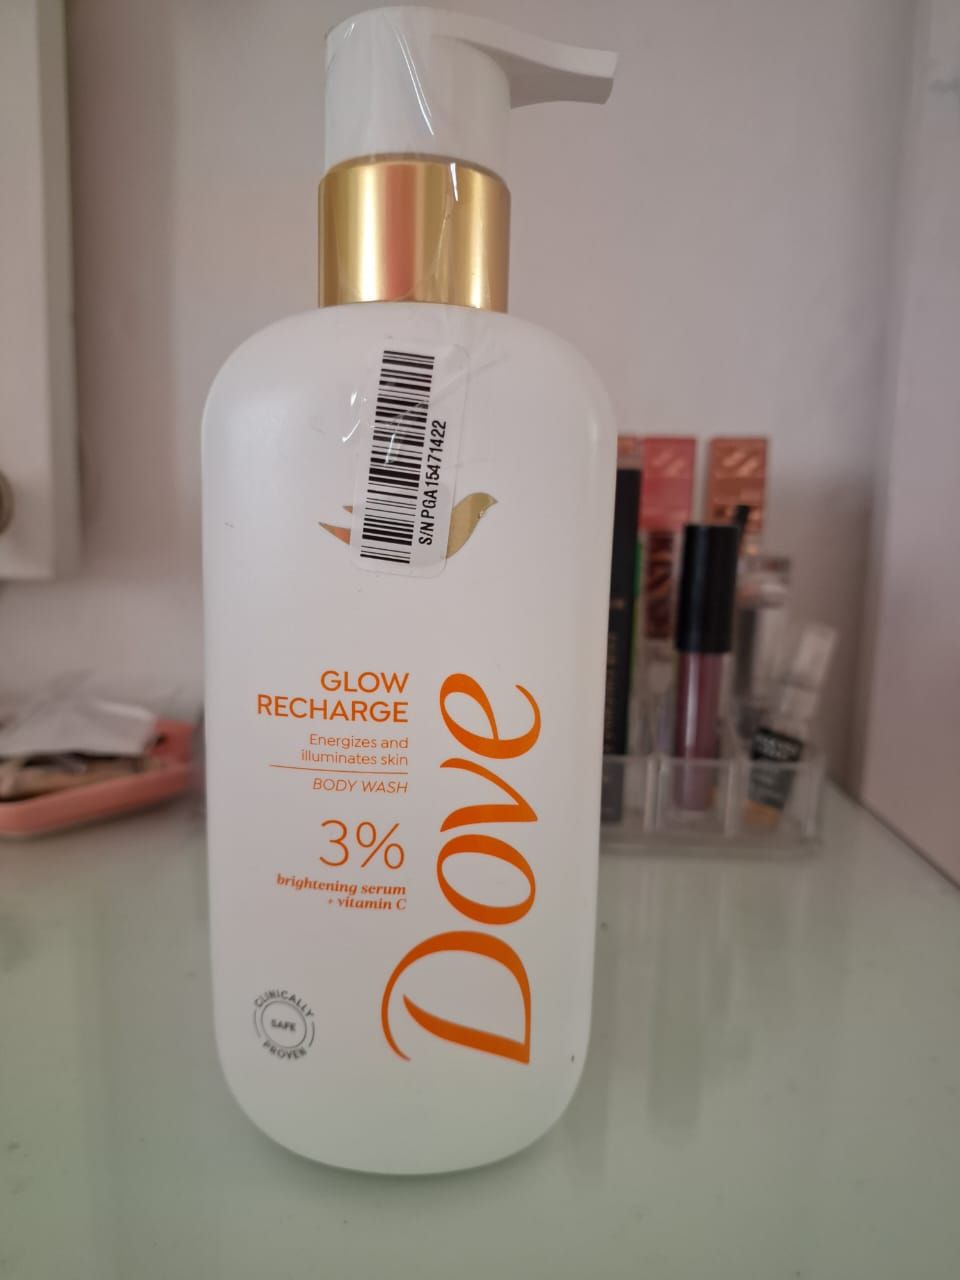 S/N PGA15471422
GLOW
RECHARGE
Energizes and
illuminates skin
BODY WASH
3%
brightening serum
+ vitamin C
Dove
CLINICALLY
SAFE
PROVEN